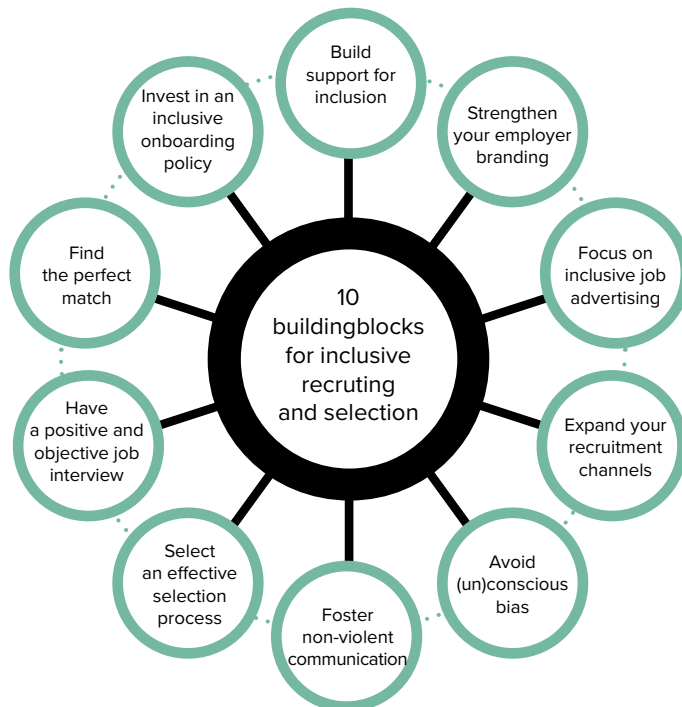 10
buildingblocks
for inclusive
recruting
and selection
Build
support for
inclusion
Strengthen
your employer
branding
Focus on
inclusive job
advertising
Expand your
recruitment
channels
Avoid
(un)conscious
bias
Foster
non-violent
communication
Select
an effective
selection
process
Have
a positive and
objective job
interview
Find
the perfect
match
Invest in an
inclusive
onboarding
policy